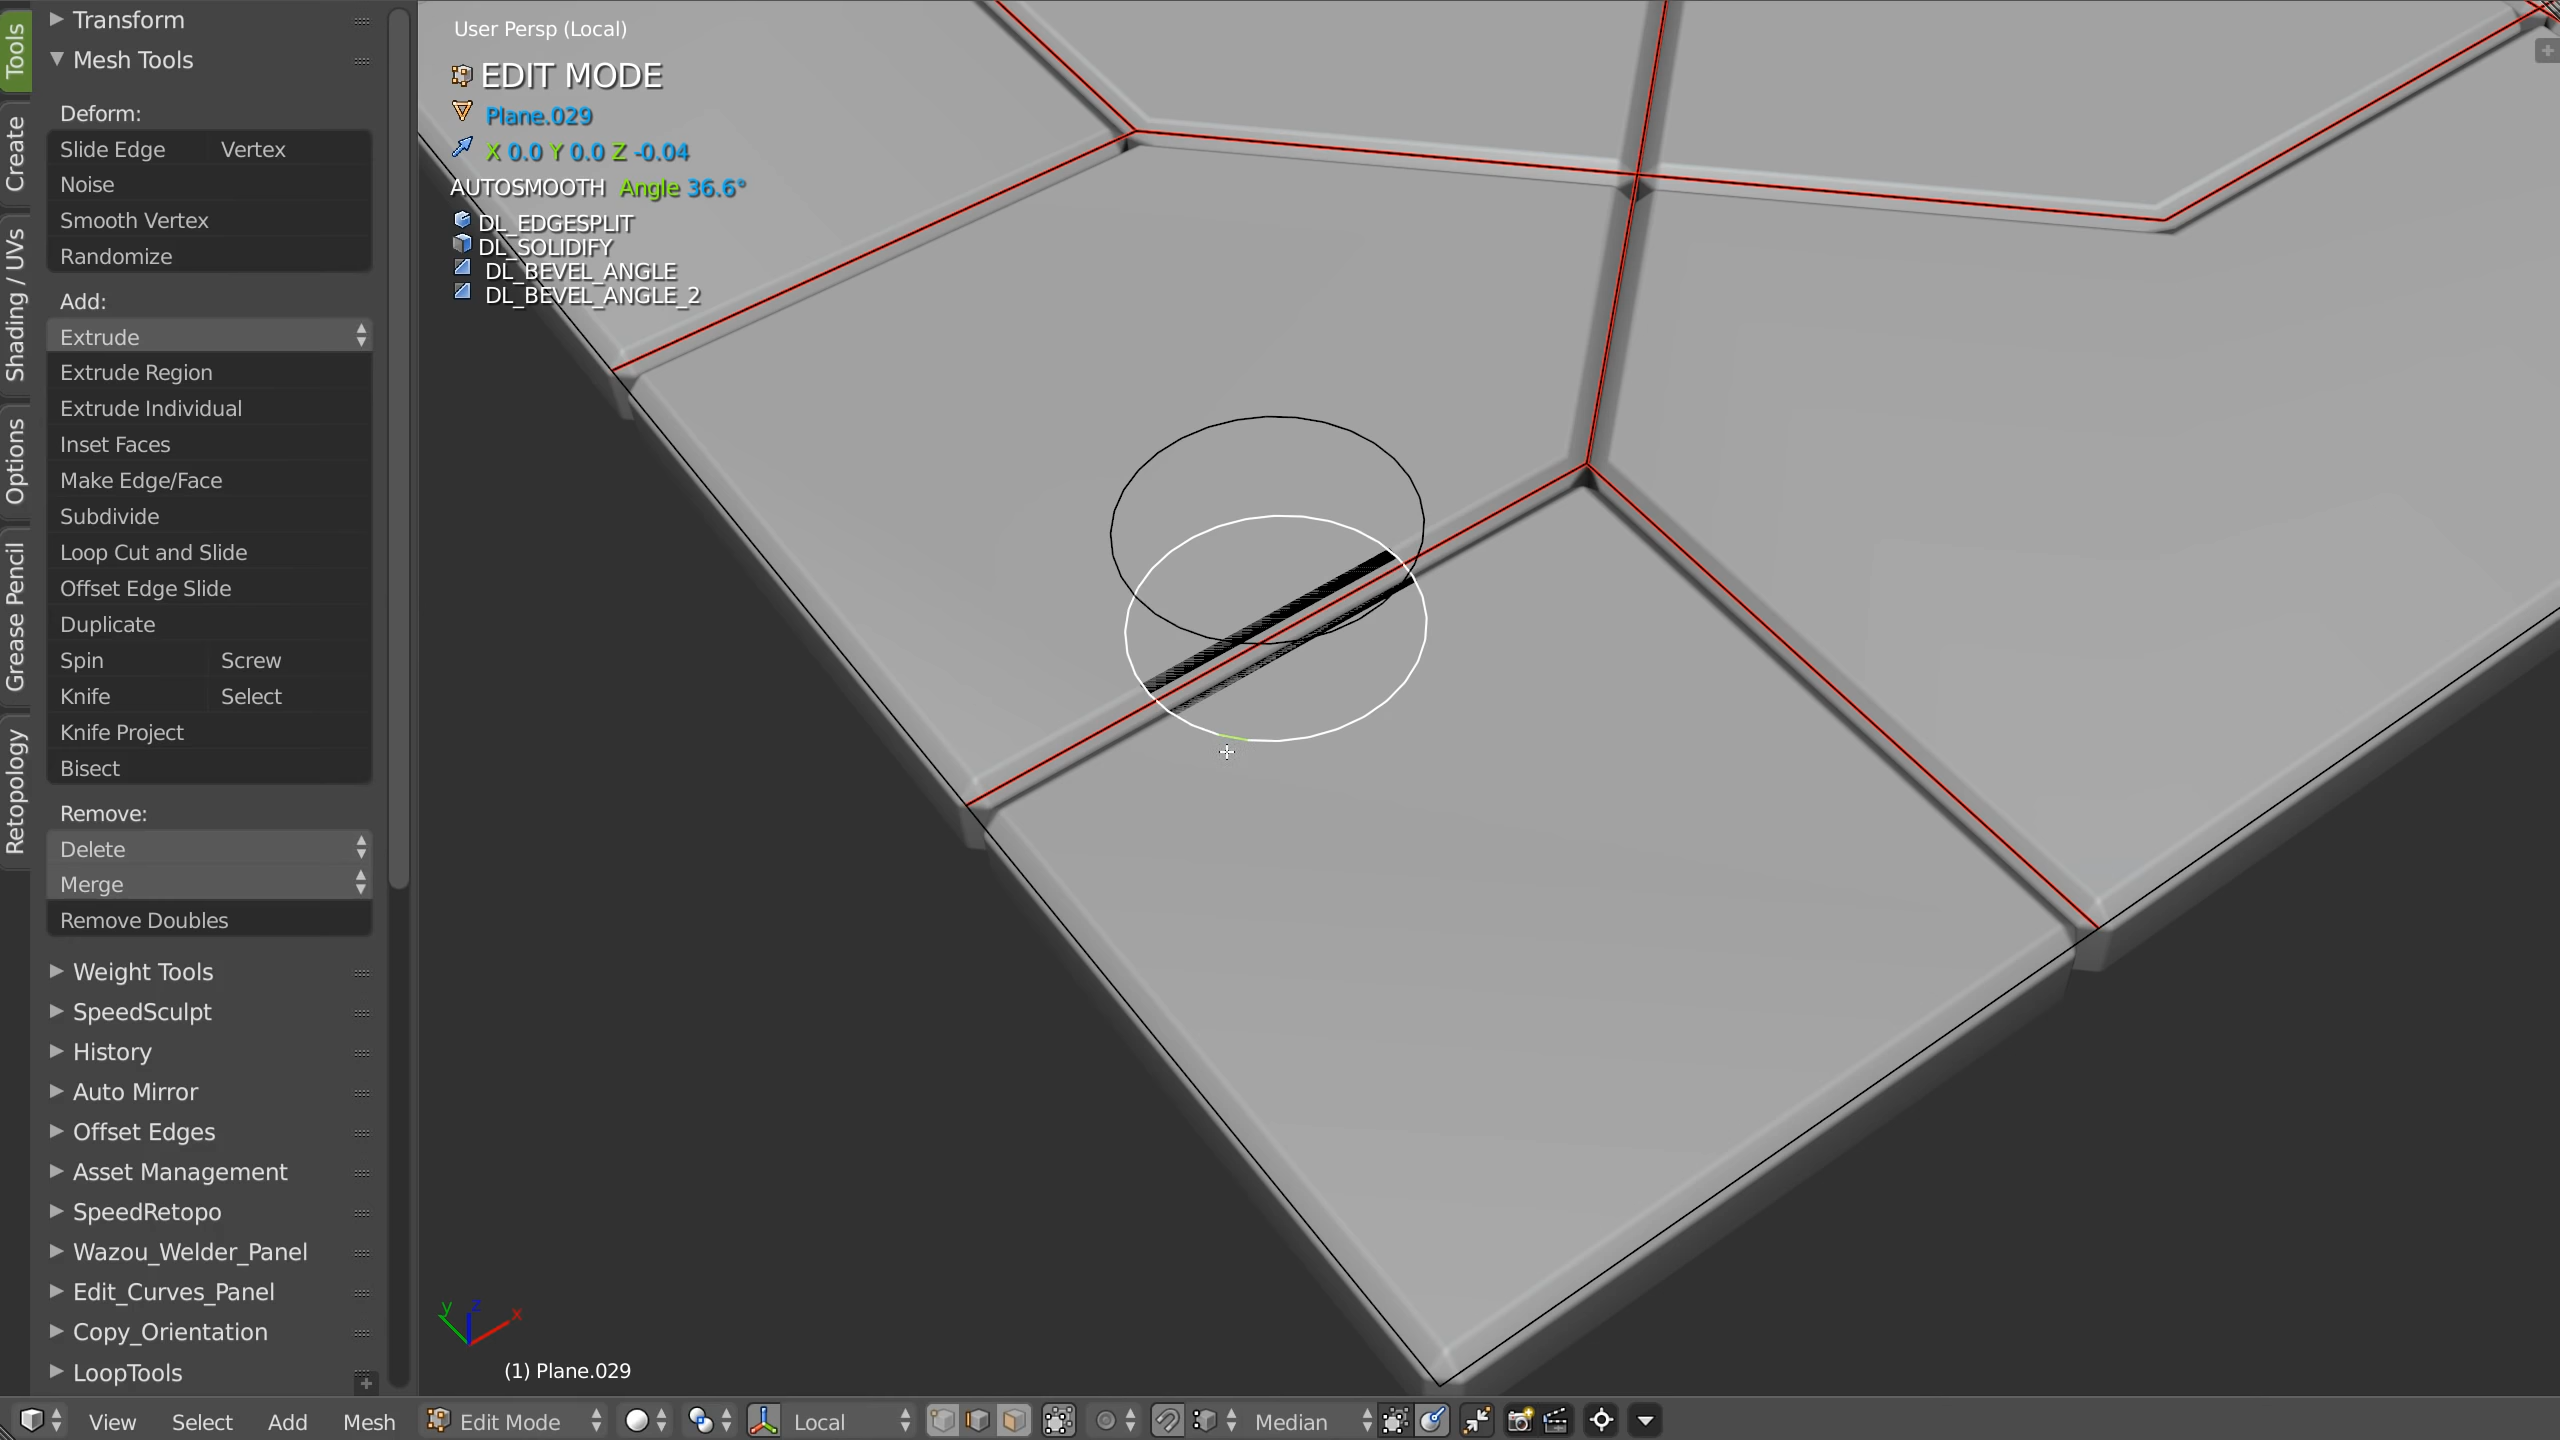 Tools
Create
Shading / UVs
Options
Grease Pencil
Retopology
Transform
Mesh Tools
Deform:
Slide Edge Vertex
Noise
Smooth Vertex
Randomize
Add:
Extrude
Extrude Region
Extrude Individual
Inset Faces
Make Edge/Face
Subdivide
Loop Cut and Slide
Offset Edge Slide
Duplicate
Spin Screw
Knife Select
Knife Project
Bisect
Remove:
Delete
Merge
Remove Doubles
Weight Tools
SpeedSculpt
History
Auto Mirror
Offset Edges
Asset Management
SpeedRetopo
Wazou_Welder_Panel
Edit_Curves_Panel
Copy_Orientation
LoopTools
User Persp (Local)
EDIT MODE
Plane.029
X 0.0 Y 0.0 Z -0.04
AUTOSMOOTH Angle 36.6°
DL_EDGESPLIT
DL_SOLIDIFY
DL_BEVEL_ANGLE
DL_BEVEL_ANGLE_2
y z x
(1) Plane.029
View Select Add Mesh Edit Mode Local Median